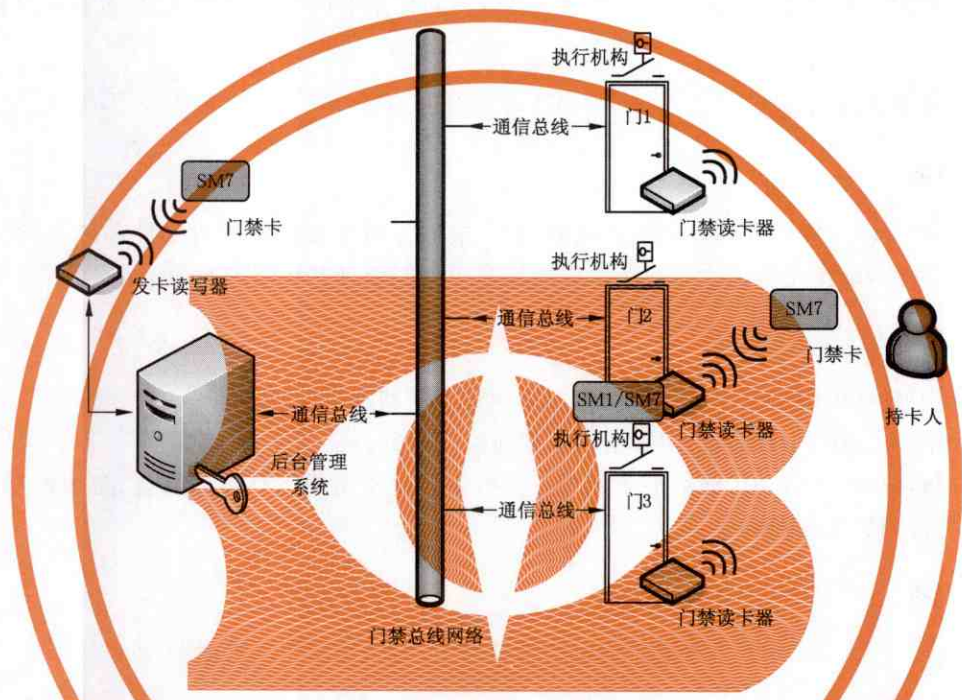 执行机构
门1
通信总线
SM7
门禁卡
门禁读卡器
发卡读写器
执行机构
门2
通信总线
SM7
门禁卡
SM1/SM7
门禁读卡器
持卡人
通信总线
后台管理
系统
执行机构
门3
通信总线
门禁读卡器
门禁总线网络